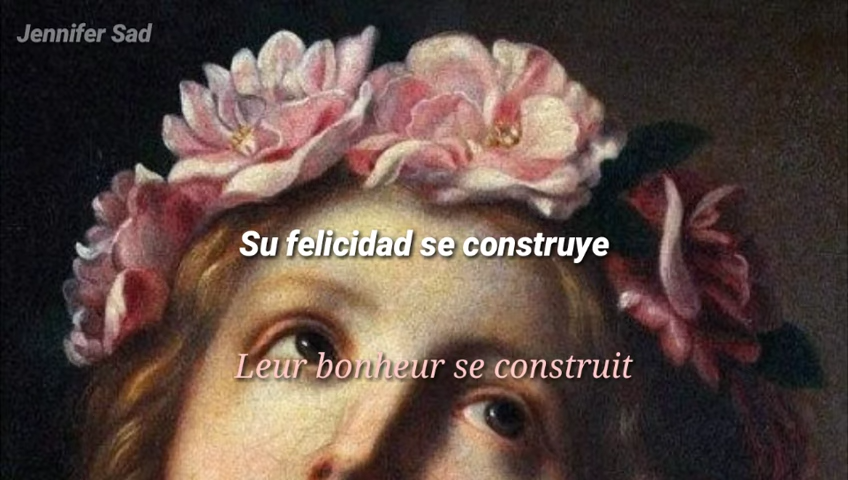 Jennifer Sad
Su felicidad se construye
Leur bonheur se construit